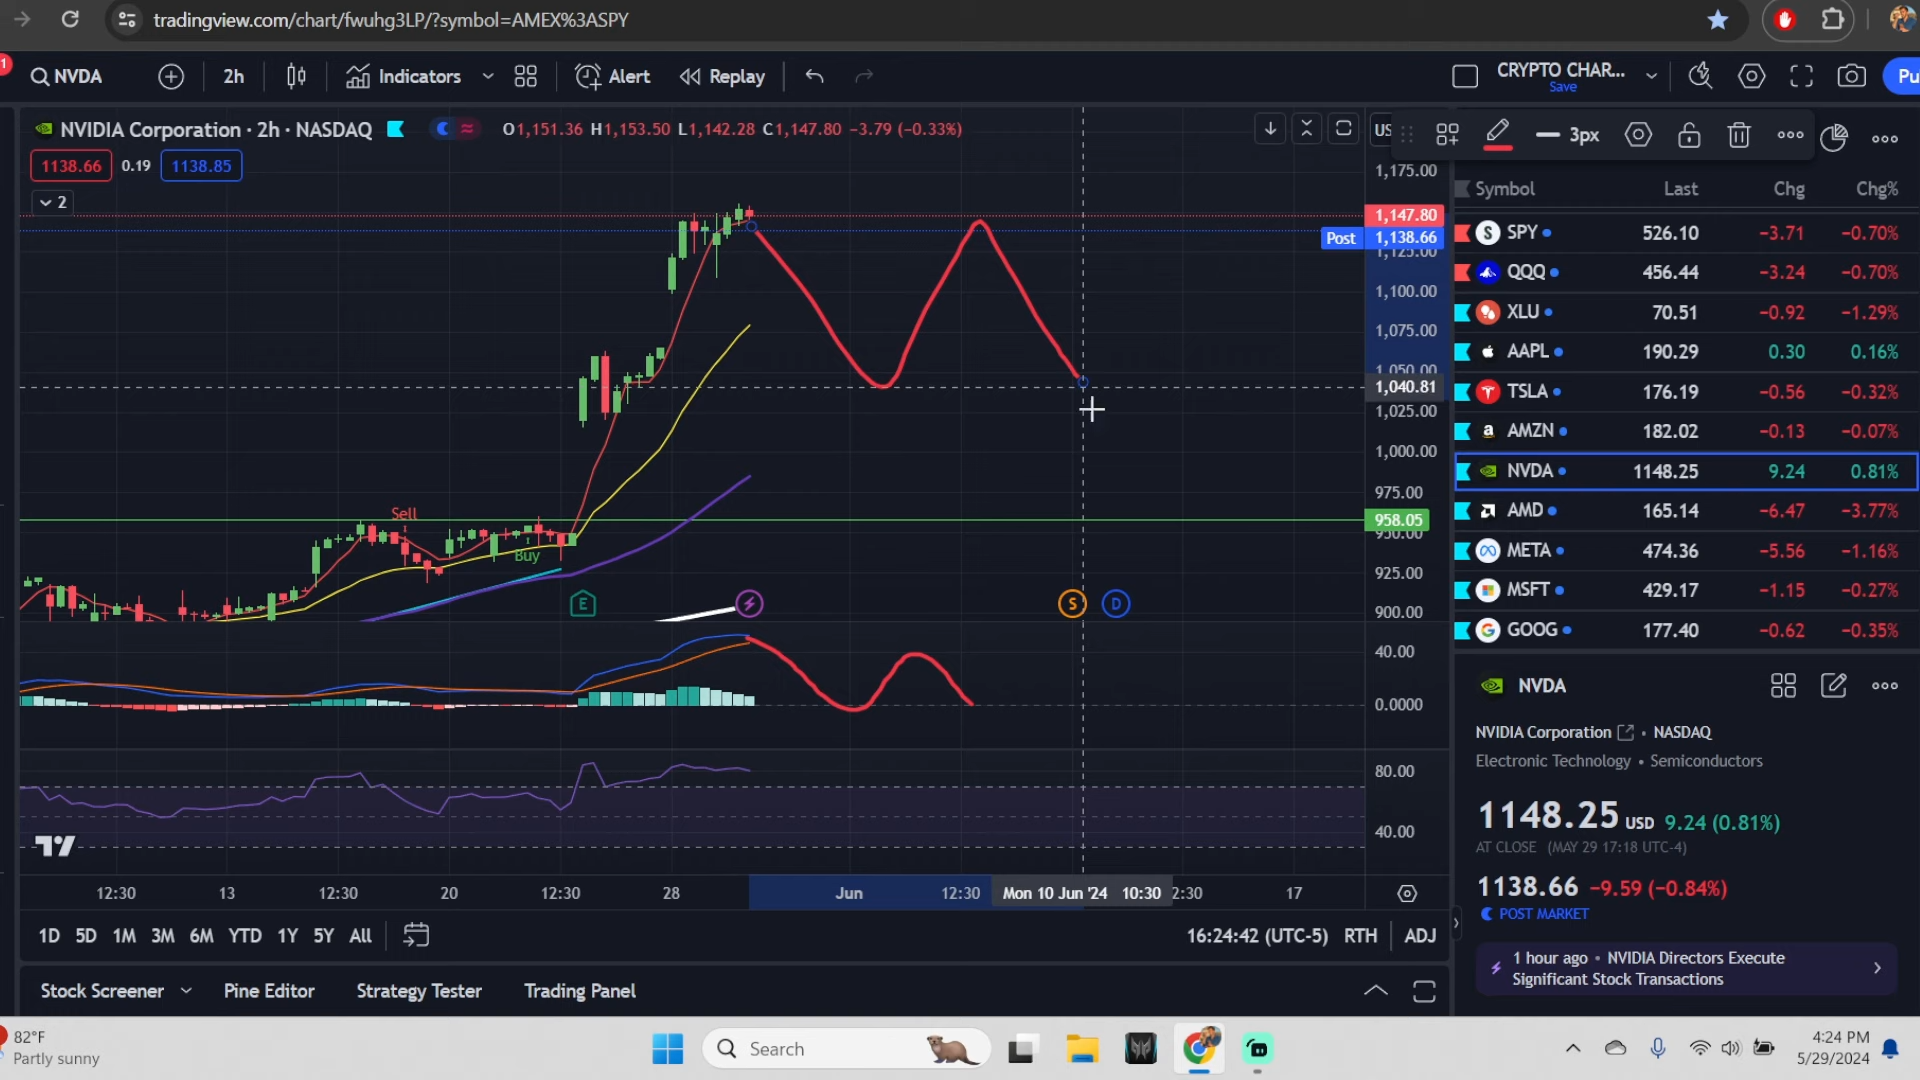 tradingview.com/chart/fwuhg3LP/?symbol=AMEX%3ASPY
1
NVDA
2h
Indicators
Alert
Replay
CRYPTO CHAR...
Save
Pu
NVIDIA Corporation · 2h · NASDAQ
O1,151.36 H1,153.50 L1,142.28 C1,147.80 −3.79 (−0.33%)
US
3px
1138.66
0.19
1138.85
2
1,175.00
1,147.80
Post 1,138.66
1,125.00
1,100.00
1,075.00
1,050.00
1,040.81
1,025.00
1,000.00
975.00
958.05
950.00
925.00
900.00
40.00
0.0000
80.00
40.00
Sell
Buy
E
S
D
12:30
13
12:30
20
12:30
28
Jun
12:30
Mon 10 Jun '24 10:30
2:30
17
1D 5D 1M 3M 6M YTD 1Y 5Y All
16:24:42 (UTC-5) RTH ADJ
Stock Screener
Pine Editor
Strategy Tester
Trading Panel
Symbol Last Chg Chg%
SPY 526.10 −3.71 −0.70%
QQQ 456.44 −3.24 −0.70%
XLU 70.51 −0.92 −1.29%
AAPL 190.29 0.30 0.16%
TSLA 176.19 −0.56 −0.32%
AMZN 182.02 −0.13 −0.07%
NVDA 1148.25 9.24 0.81%
AMD 165.14 −6.47 −3.77%
META 474.36 −5.56 −1.16%
MSFT 429.17 −1.15 −0.27%
GOOG 177.40 −0.62 −0.35%
NVDA
NVIDIA Corporation • NASDAQ
Electronic Technology • Semiconductors
1148.25 USD 9.24 (0.81%)
AT CLOSE (MAY 29 17:18 UTC-4)
1138.66 −9.59 (−0.84%)
POST MARKET
1 hour ago • NVIDIA Directors Execute
Significant Stock Transactions
82°F
Partly sunny
Search
4:24 PM
5/29/2024